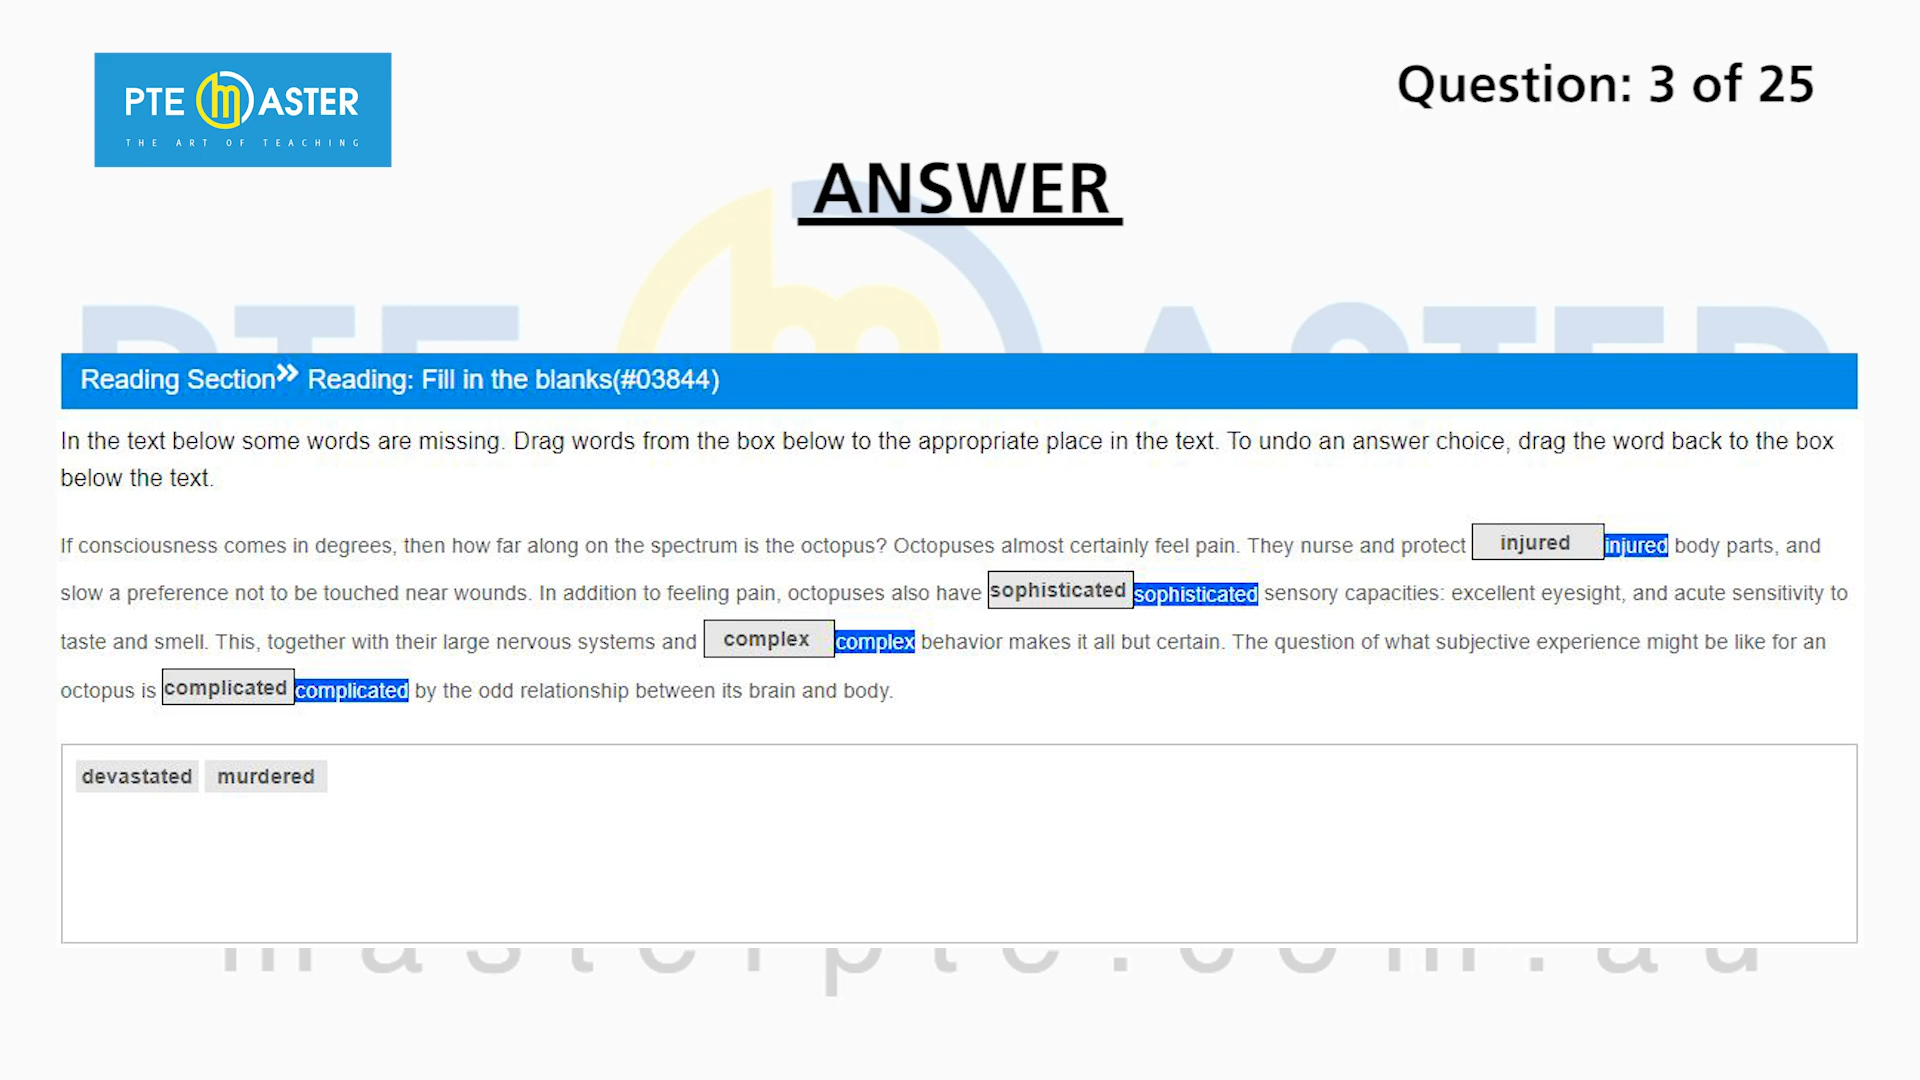 PTE MASTER
THE ART OF TEACHING
Question: 3 of 25
ANSWER
PTE MASTER
Reading Section» Reading: Fill in the blanks(#03844)
In the text below some words are missing. Drag words from the box below to the appropriate place in the text. To undo an answer choice, drag the word back to the box
below the text.
If consciousness comes in degrees, then how far along on the spectrum is the octopus? Octopuses almost certainly feel pain. They nurse and protect injured injured body parts, and
slow a preference not to be touched near wounds. In addition to feeling pain, octopuses also have sophisticated sophisticated sensory capacities: excellent eyesight, and acute sensitivity to
taste and smell. This, together with their large nervous systems and complex complex behavior makes it all but certain. The question of what subjective experience might be like for an
octopus is complicated complicated by the odd relationship between its brain and body.
devastated murdered
masterpte.com.au